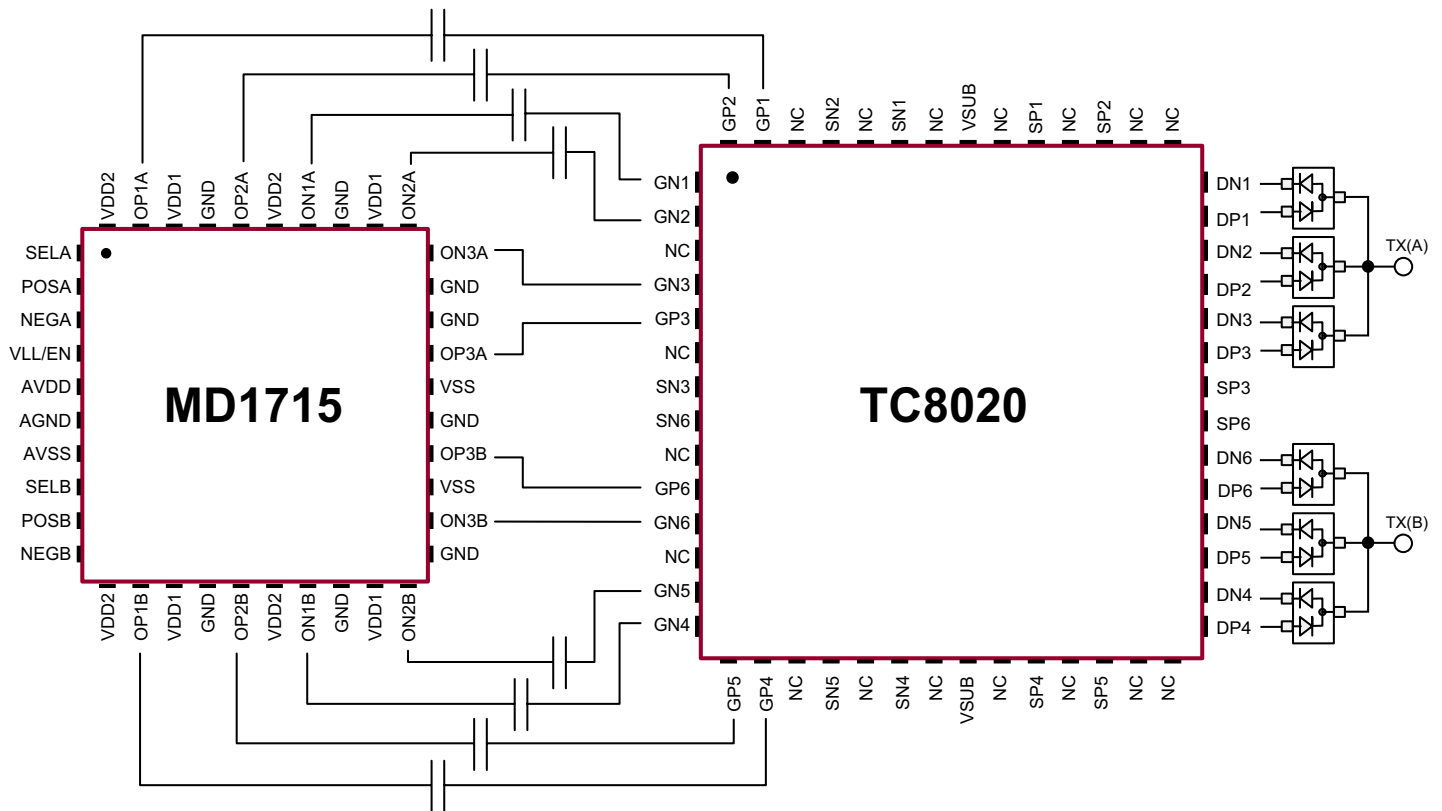 GP2
GP1
NC
SN2
NC
SN1
NC
VSUB
NC
SP1
NC
SP2
NC
NC
VDD2
OP1A
VDD1
GND
OP2A
VDD2
ON1A
GND
VDD1
ON2A
SELA
POSA
NEGA
VLL/EN
AVDD
AGND
AVSS
SELB
POSB
NEGB
MD1715
ON3A
GND
GND
OP3A
VSS
GND
OP3B
VSS
ON3B
GND
VDD2
OP1B
VDD1
GND
OP2B
VDD2
ON1B
GND
VDD1
ON2B
GN1
GN2
NC
GN3
GP3
NC
SN3
SN6
NC
GP6
GN6
NC
GN5
GN4
TC8020
DN1
DP1
DN2
DP2
DN3
DP3
SP3
SP6
DN6
DP6
DN5
DP5
DN4
DP4
TX(A)
TX(B)
GP5
GP4
NC
SN5
NC
SN4
NC
VSUB
NC
SP4
NC
SP5
NC
NC